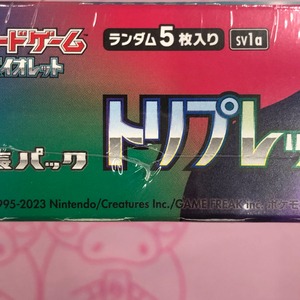 ードゲーム
ランダム5枚入り
sv1a
イオレット
張パック
トリプレッ
995-2023 Nintendo/Creatures Inc./GAME FREAK inc. ポケモ